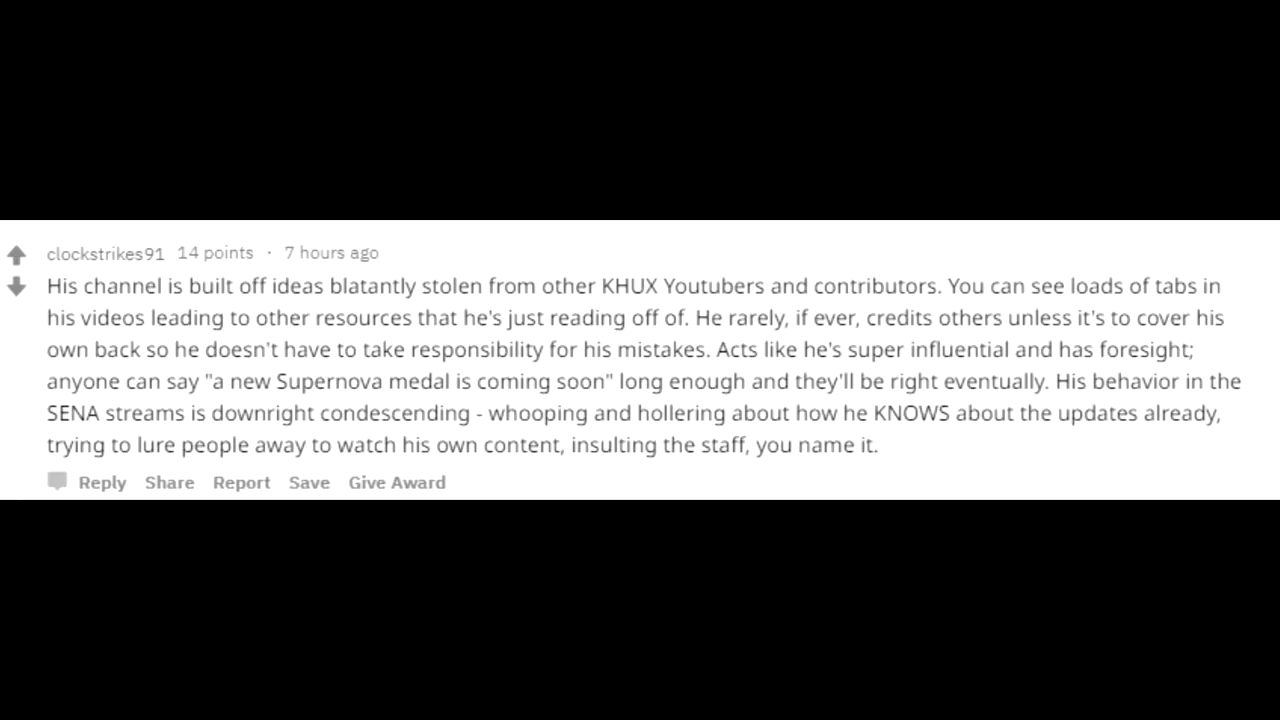 clockstrikes91 14 points · 7 hours ago
His channel is built off ideas blatantly stolen from other KHUX Youtubers and contributors. You can see loads of tabs in
his videos leading to other resources that he's just reading off of. He rarely, if ever, credits others unless it's to cover his
own back so he doesn't have to take responsibility for his mistakes. Acts like he's super influential and has foresight;
anyone can say "a new Supernova medal is coming soon" long enough and they'll be right eventually. His behavior in the
SENA streams is downright condescending - whooping and hollering about how he KNOWS about the updates already,
trying to lure people away to watch his own content, insulting the staff, you name it.
Reply Share Report Save Give Award